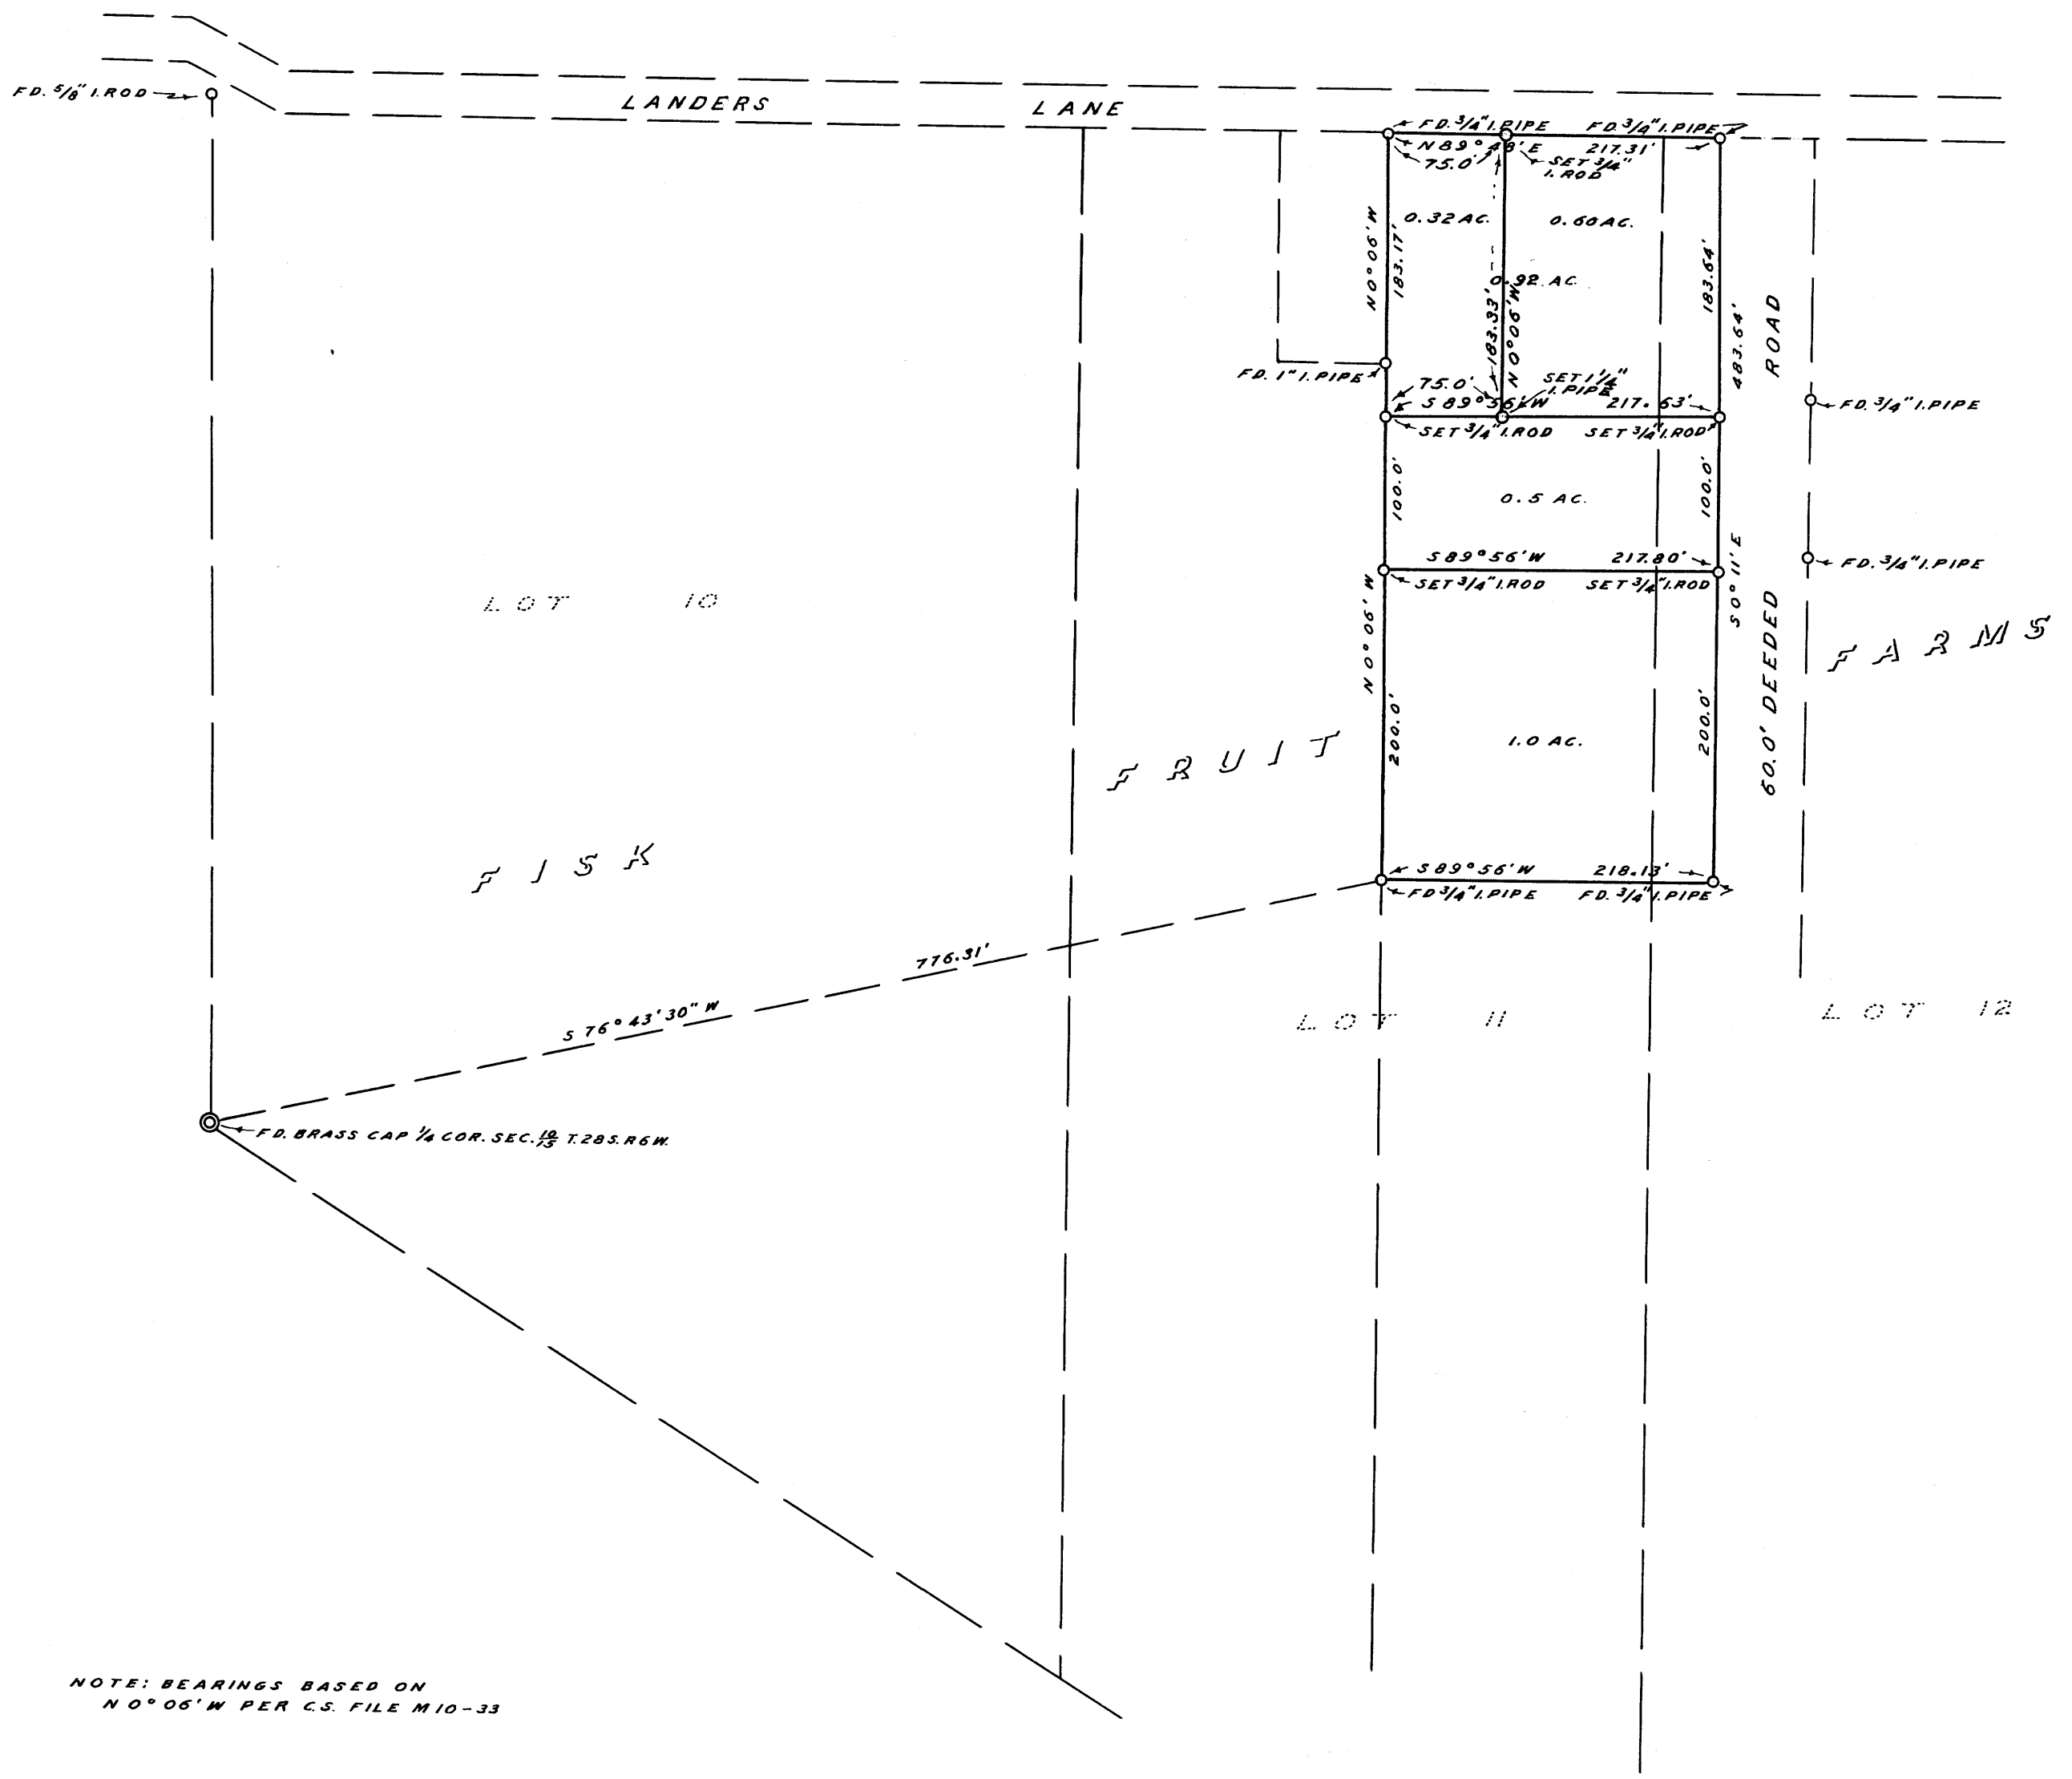 FD. 5/8" I.ROD
LANDERS LANE
FD. 3/4" I.PIPE
FD. 3/4" I.PIPE
N 89° 48' E
217.31'
75.0'
SET 3/4"
I. ROD
N 0° 06' W
183.17'
0.32 AC.
0.60 AC.
0.92 AC.
183.33'
N 0° 06' W
183.64'
483.64'
ROAD
FD. 1" I.PIPE
75.0'
SET 1 1/4"
I. PIPE
S 89° 56' W
217.63'
SET 3/4" I.ROD
SET 3/4" I.ROD
FD. 3/4" I.PIPE
100.0'
0.5 AC.
100.0'
S 89° 56' W
217.80'
SET 3/4" I.ROD
SET 3/4" I.ROD
S 0° 11' E
FD. 3/4" I.PIPE
LOT 10
N 0° 06' W
200.0'
1.0 AC.
200.0'
60.0' DEEDED
FISK FRUIT FARMS
S 89° 56' W
218.13'
FD 3/4" I.PIPE
FD. 3/4" I.PIPE
776.31'
S 76° 43' 30" W
LOT 11
LOT 12
FD. BRASS CAP 1/4 COR. SEC. 10/15 T.28S. R6W.
NOTE: BEARINGS BASED ON
N 0° 06' W PER C.S. FILE M10-33